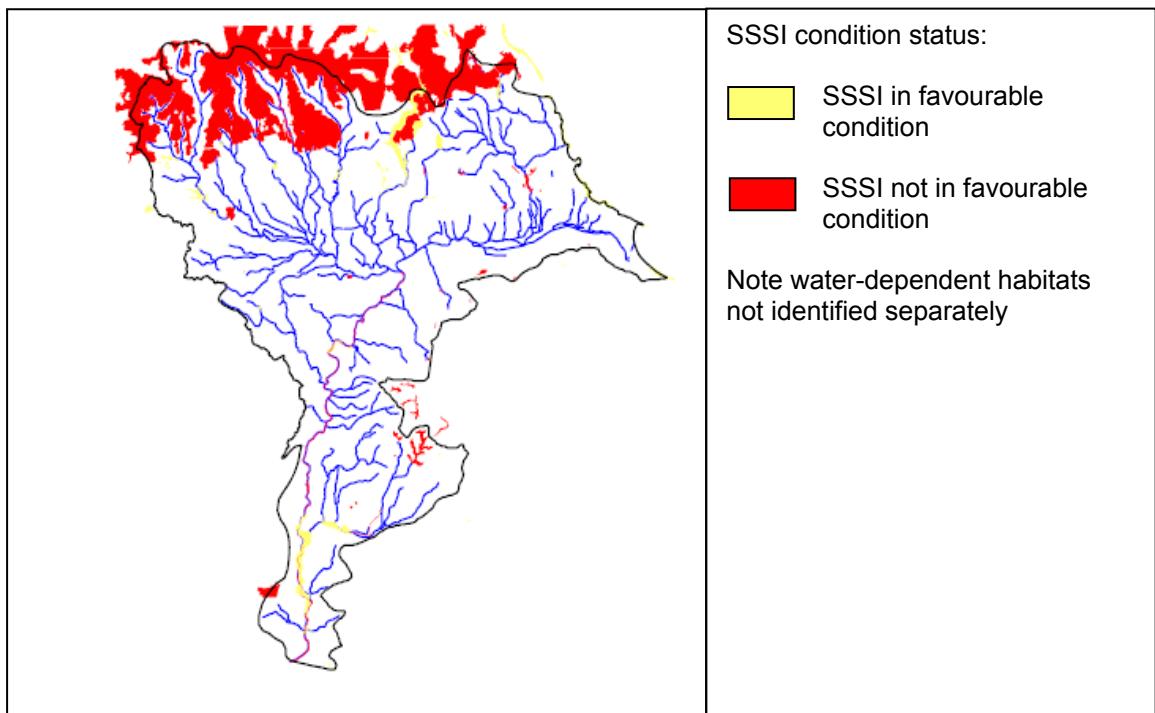 SSSI condition status:
SSSI in favourable
condition
SSSI not in favourable
condition
Note water-dependent habitats
not identified separately